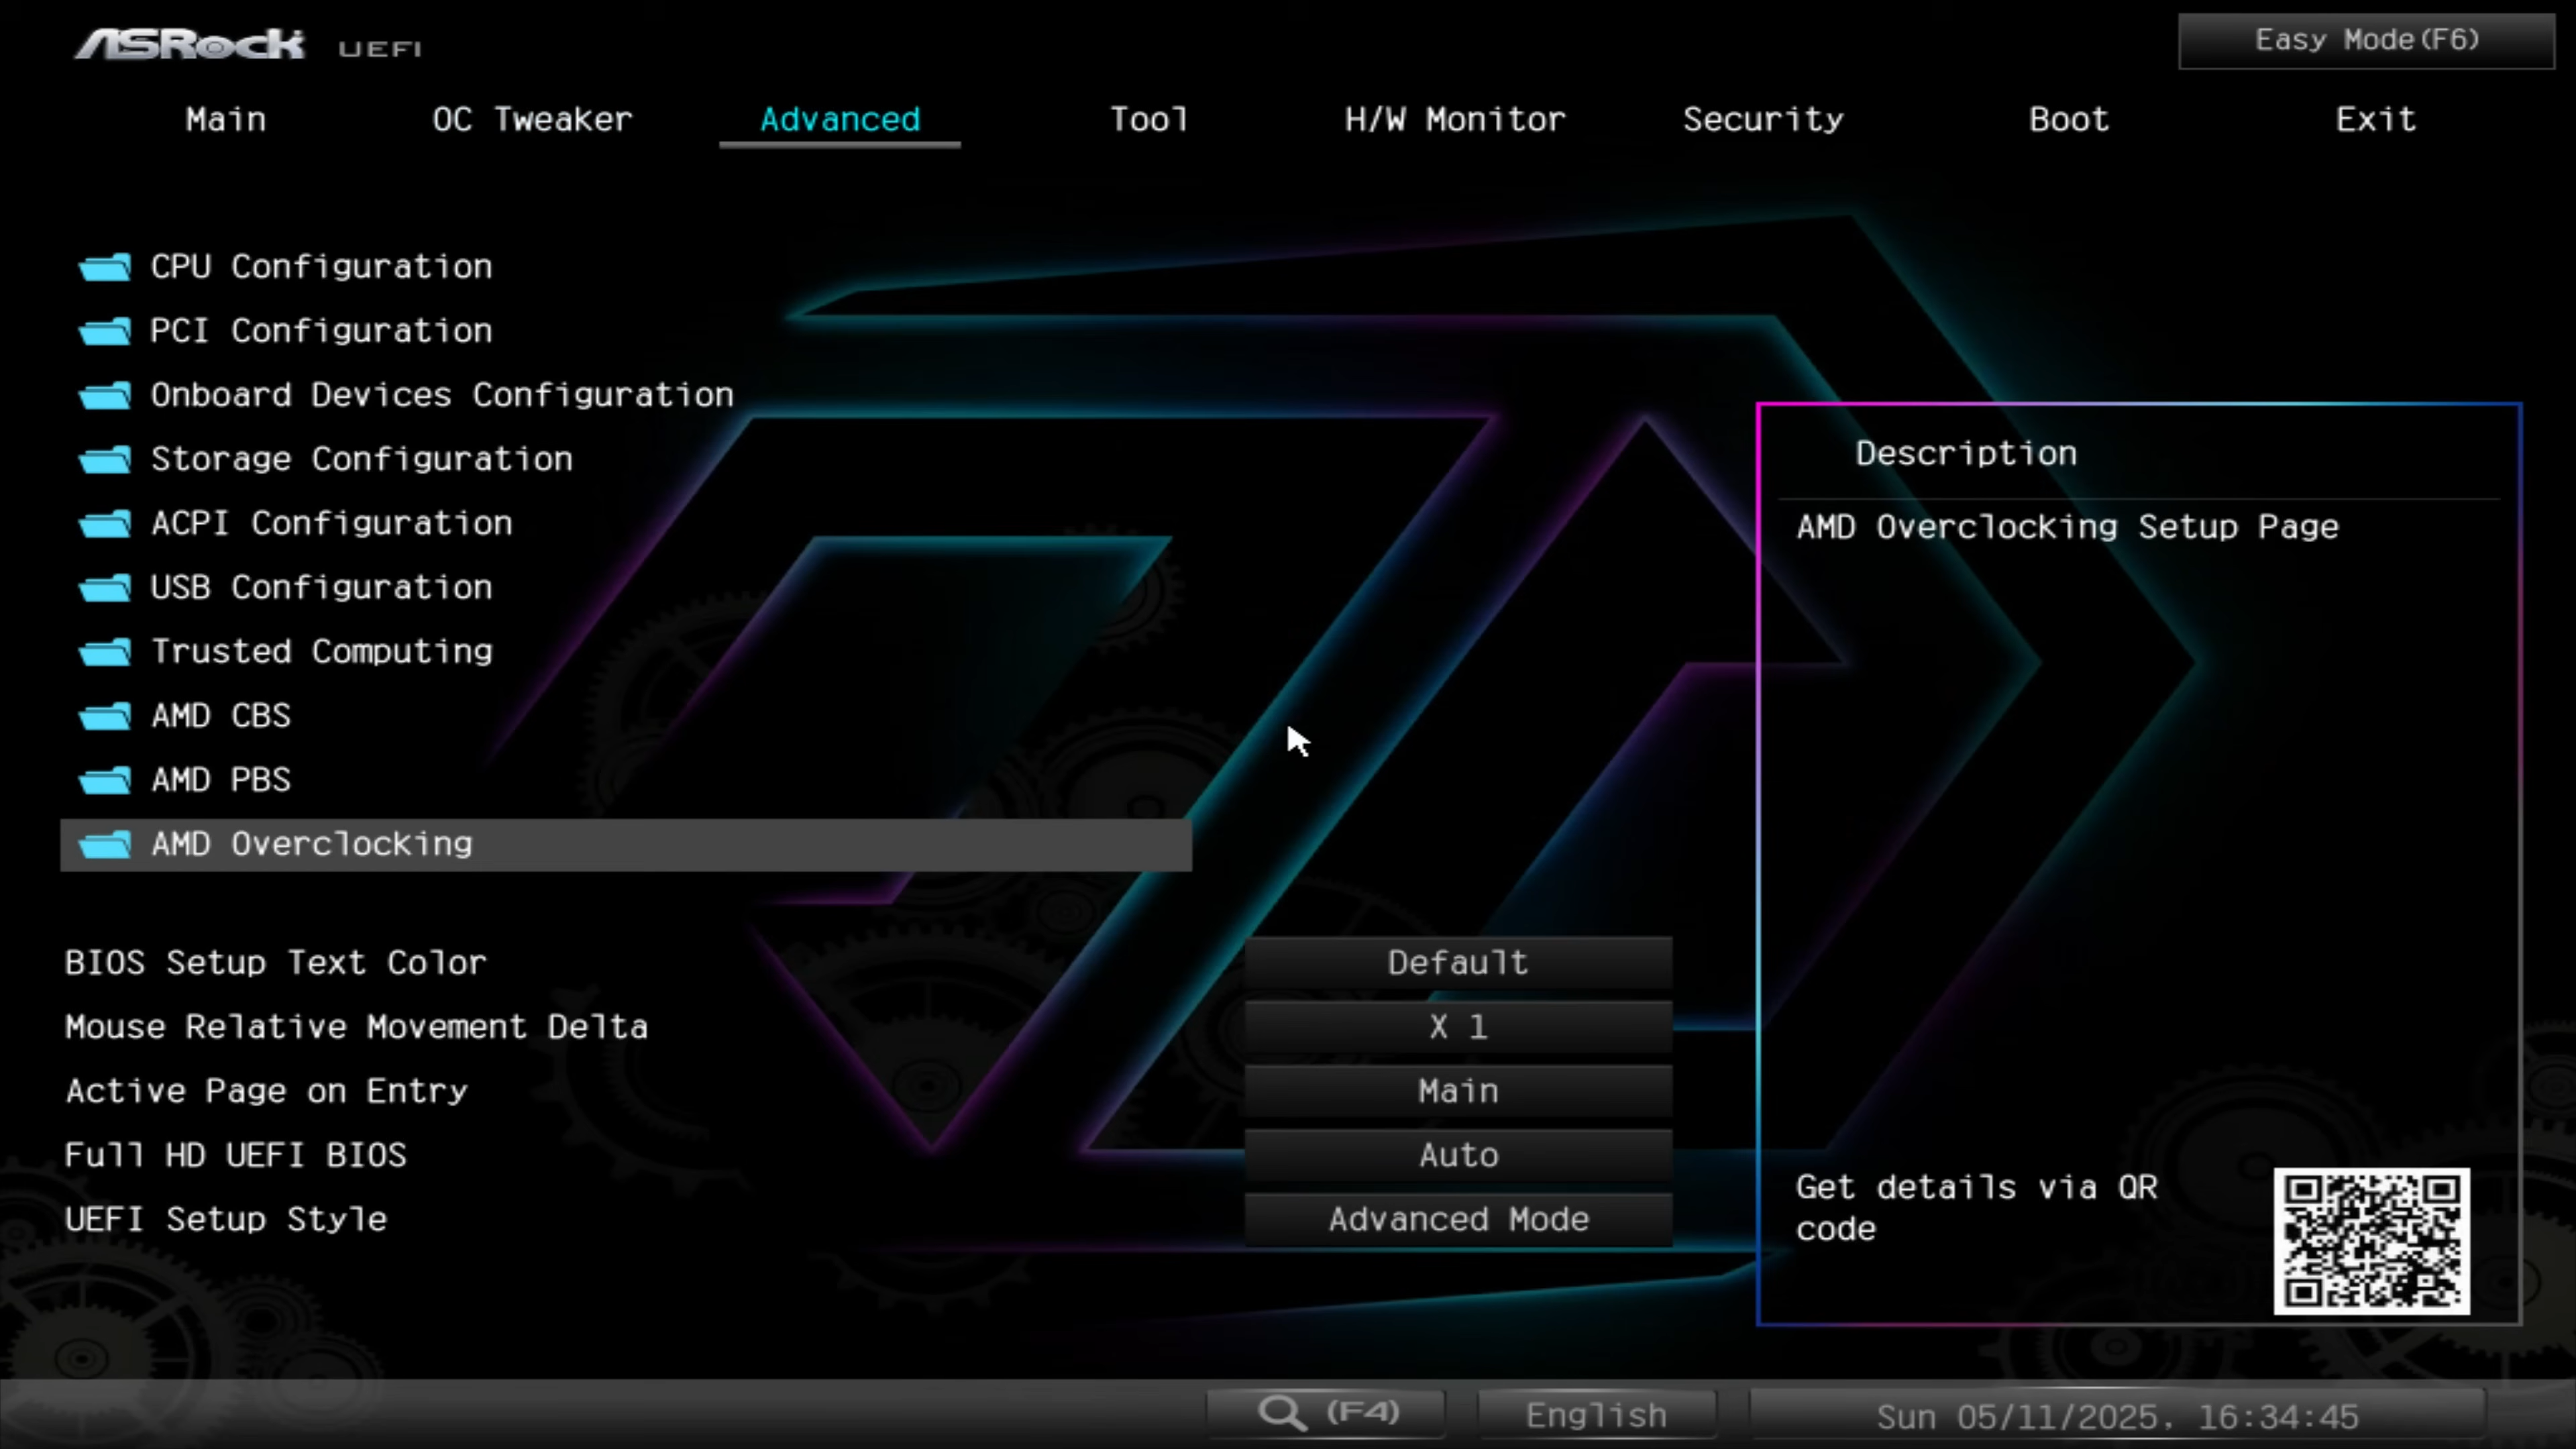 ASRock UEFI
Easy Mode(F6)
Main OC Tweaker Advanced Tool H/W Monitor Security Boot Exit
CPU Configuration
PCI Configuration
Onboard Devices Configuration
Storage Configuration
ACPI Configuration
USB Configuration
Trusted Computing
AMD CBS
AMD PBS
AMD Overclocking
BIOS Setup Text Color Default
Mouse Relative Movement Delta X 1
Active Page on Entry Main
Full HD UEFI BIOS Auto
UEFI Setup Style Advanced Mode
Description
AMD Overclocking Setup Page
Get details via QR
code
(F4) English Sun 05/11/2025, 16:34:45